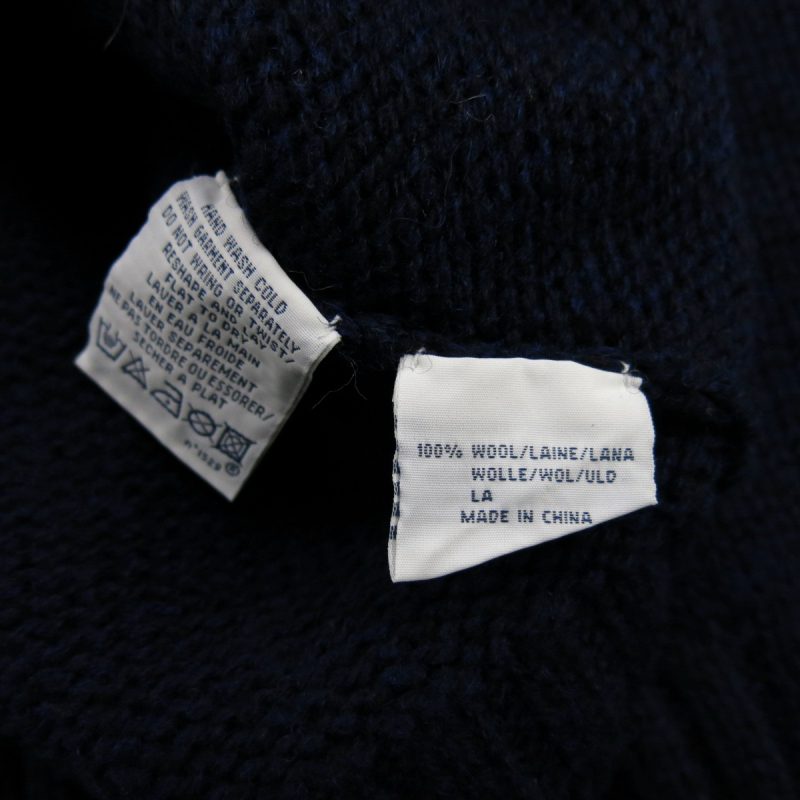 HAND WASH COLD
WASH GARMENT SEPARATELY
DO NOT WRING OR TWIST/
RESHAPE AND
FLAT TO DRY
LAVER A LA MAIN
EN EAU FROIDE
LAVER SEPAREMENT
NE PAS TORDRE OU ESSORER/
SECHER A PLAT
n°1529 ®
100% WOOL/LAINE/LANA
WOLLE/WOL/ULD
LA
MADE IN CHINA